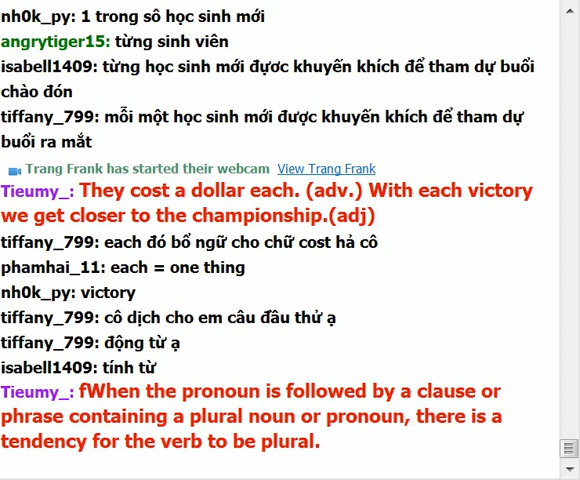 nh0k_py: 1 trong sô học sinh mới
angrytiger15: từng sinh viên
isabell1409: từng học sinh mới đựơc khuyến khích để tham dự buổi
chào đón
tiffany_799: mỗi một học sinh mới được khuyến khích để tham dự
buổi ra mắt
Trang Frank has started their webcam View Trang Frank
Tieumy_: They cost a dollar each. (adv.) With each victory
we get closer to the championship.(adj)
tiffany_799: each đó bổ ngữ cho chữ cost hả cô
phamhai_11: each = one thing
nh0k_py: victory
tiffany_799: cô dịch cho em câu đầu thử ạ
tiffany_799: động từ ạ
isabell1409: tính từ
Tieumy_: fWhen the pronoun is followed by a clause or
phrase containing a plural noun or pronoun, there is a
tendency for the verb to be plural.